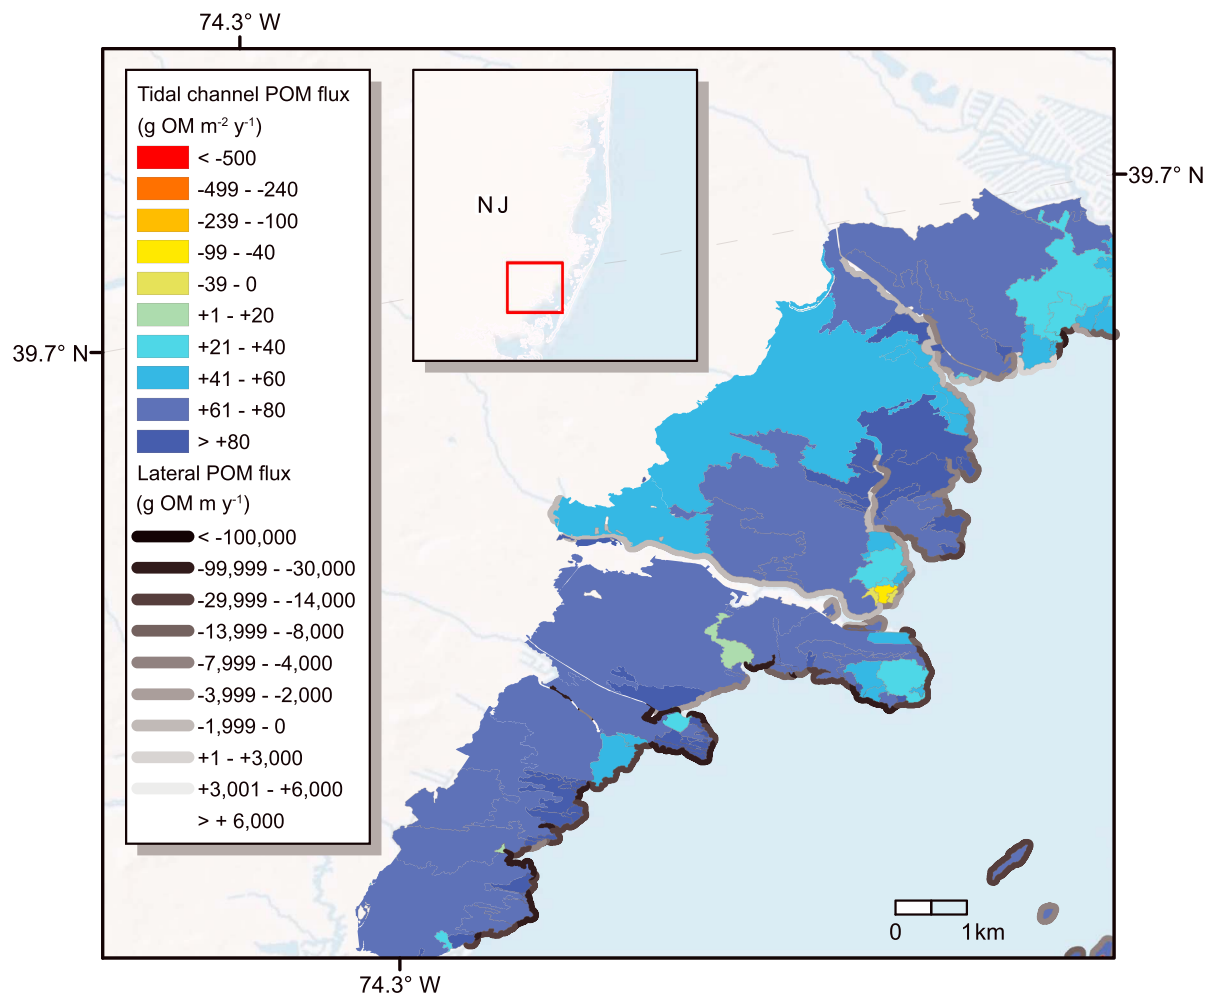 74.3° W
Tidal channel POM flux
(g OM m-2 y-1)
< -500
-499 - -240
-239 - -100
-99 - -40
-39 - 0
+1 - +20
+21 - +40
+41 - +60
+61 - +80
> +80
Lateral POM flux
(g OM m y-1)
< -100,000
-99,999 - -30,000
-29,999 - -14,000
-13,999 - -8,000
-7,999 - -4,000
-3,999 - -2,000
-1,999 - 0
+1 - +3,000
+3,001 - +6,000
> + 6,000
NJ
39.7° N
39.7° N
0 1km
74.3° W